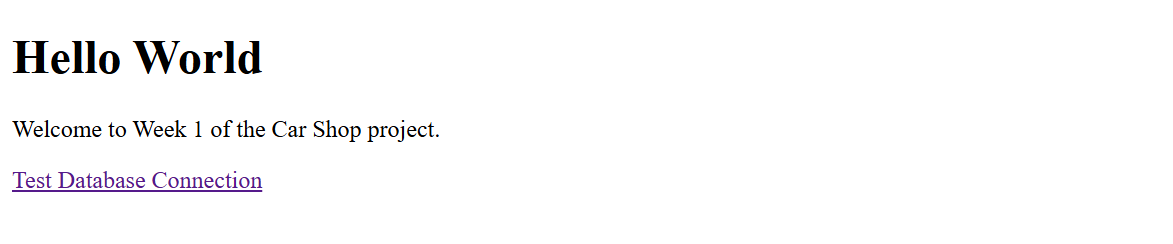 Hello World
Welcome to Week 1 of the Car Shop project.
Test Database Connection